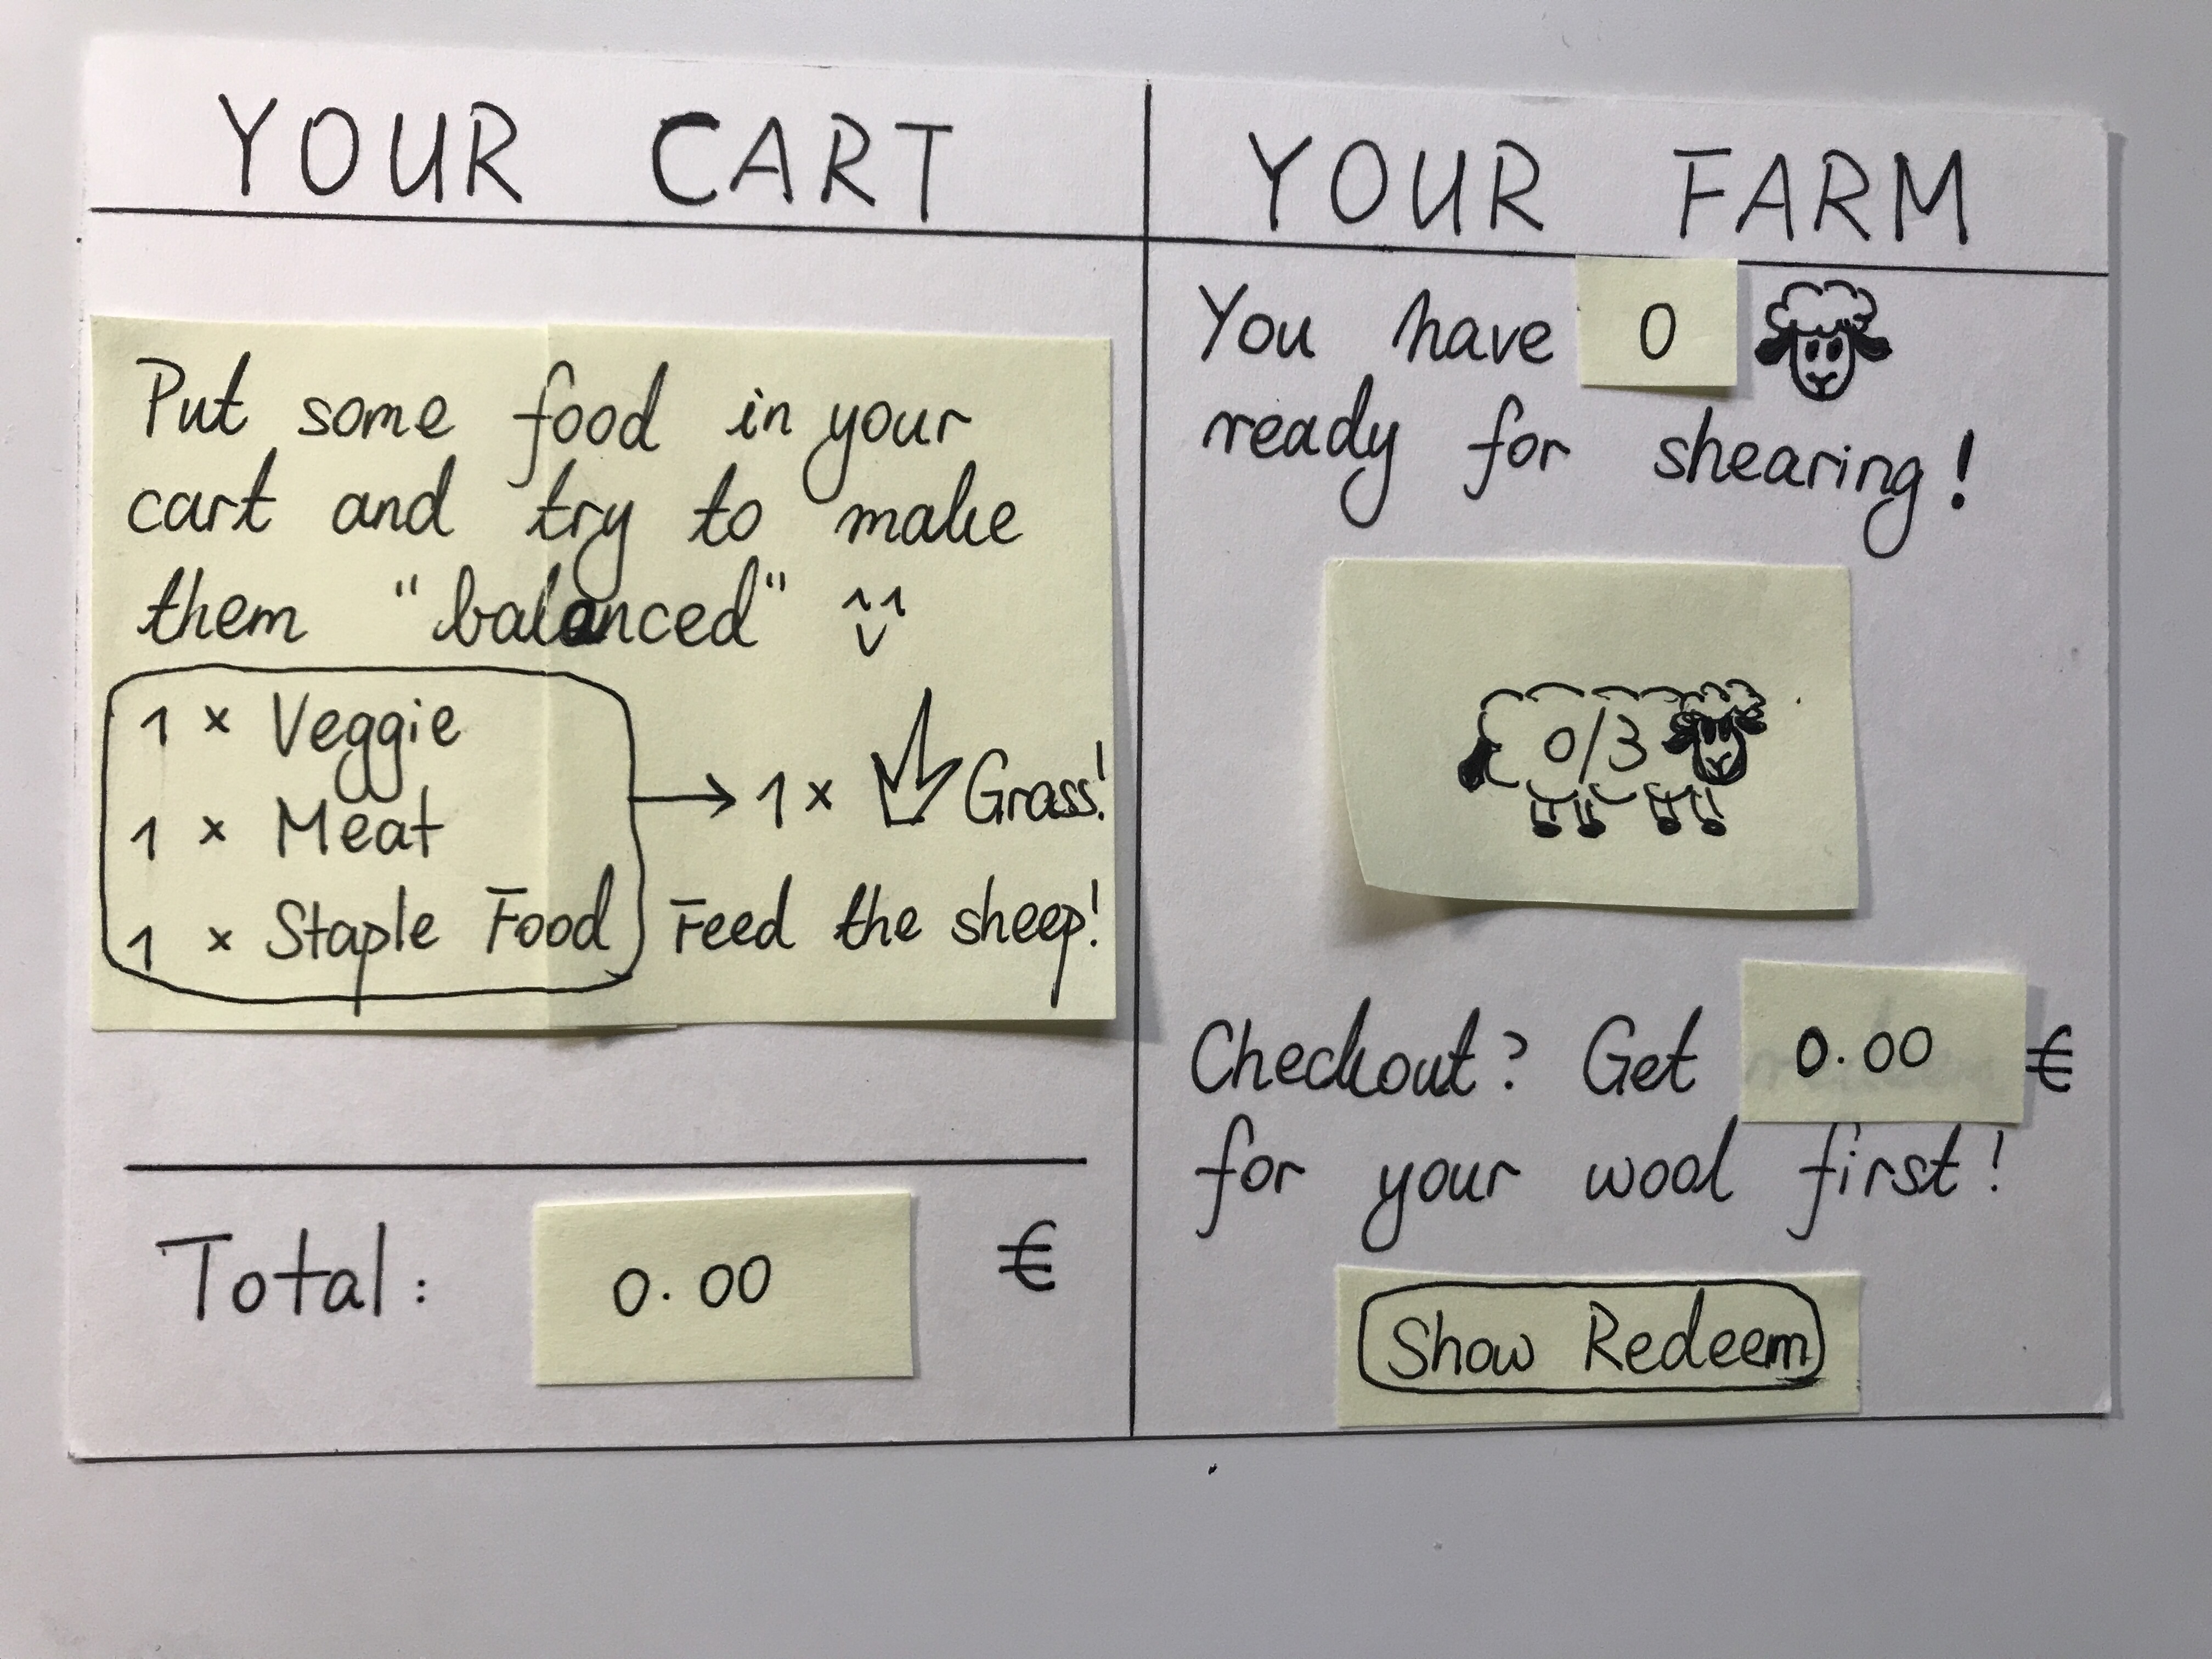 YOUR CART
Put some food in your
cart and try to make
them "balanced"
1 x Veggie
1 x Meat
1 x Staple Food
1 x Grass!
Feed the sheep!
Total: 0.00 €
YOUR FARM
You have 0
ready for shearing!
0/3
Checkout? Get 0.00 €
for your wool first!
Show Redeem